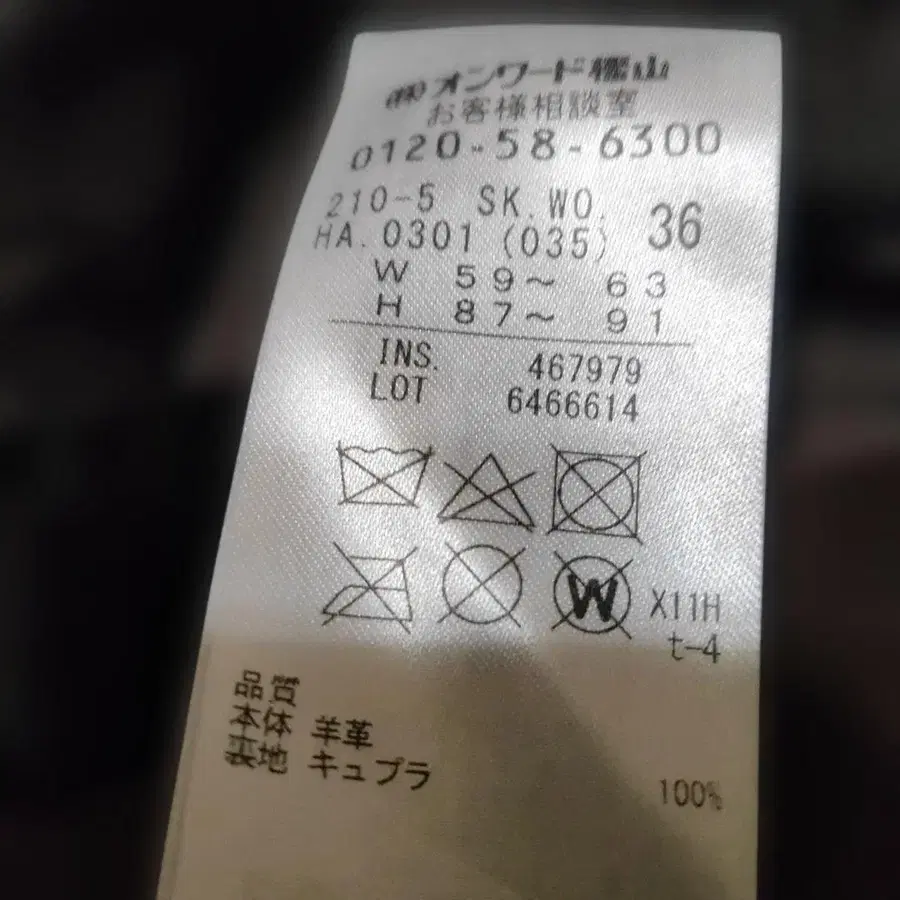 ㈱オンワード樫山
お客様相談室
0120-58-6300
210-5 SK.WO. 36
HA.0301 (035)
W 59〜 63
H 87〜 91
INS. 467979
LOT 6466614
W X11H
t-4
品質
本体 羊革
裏地 キュプラ 100%